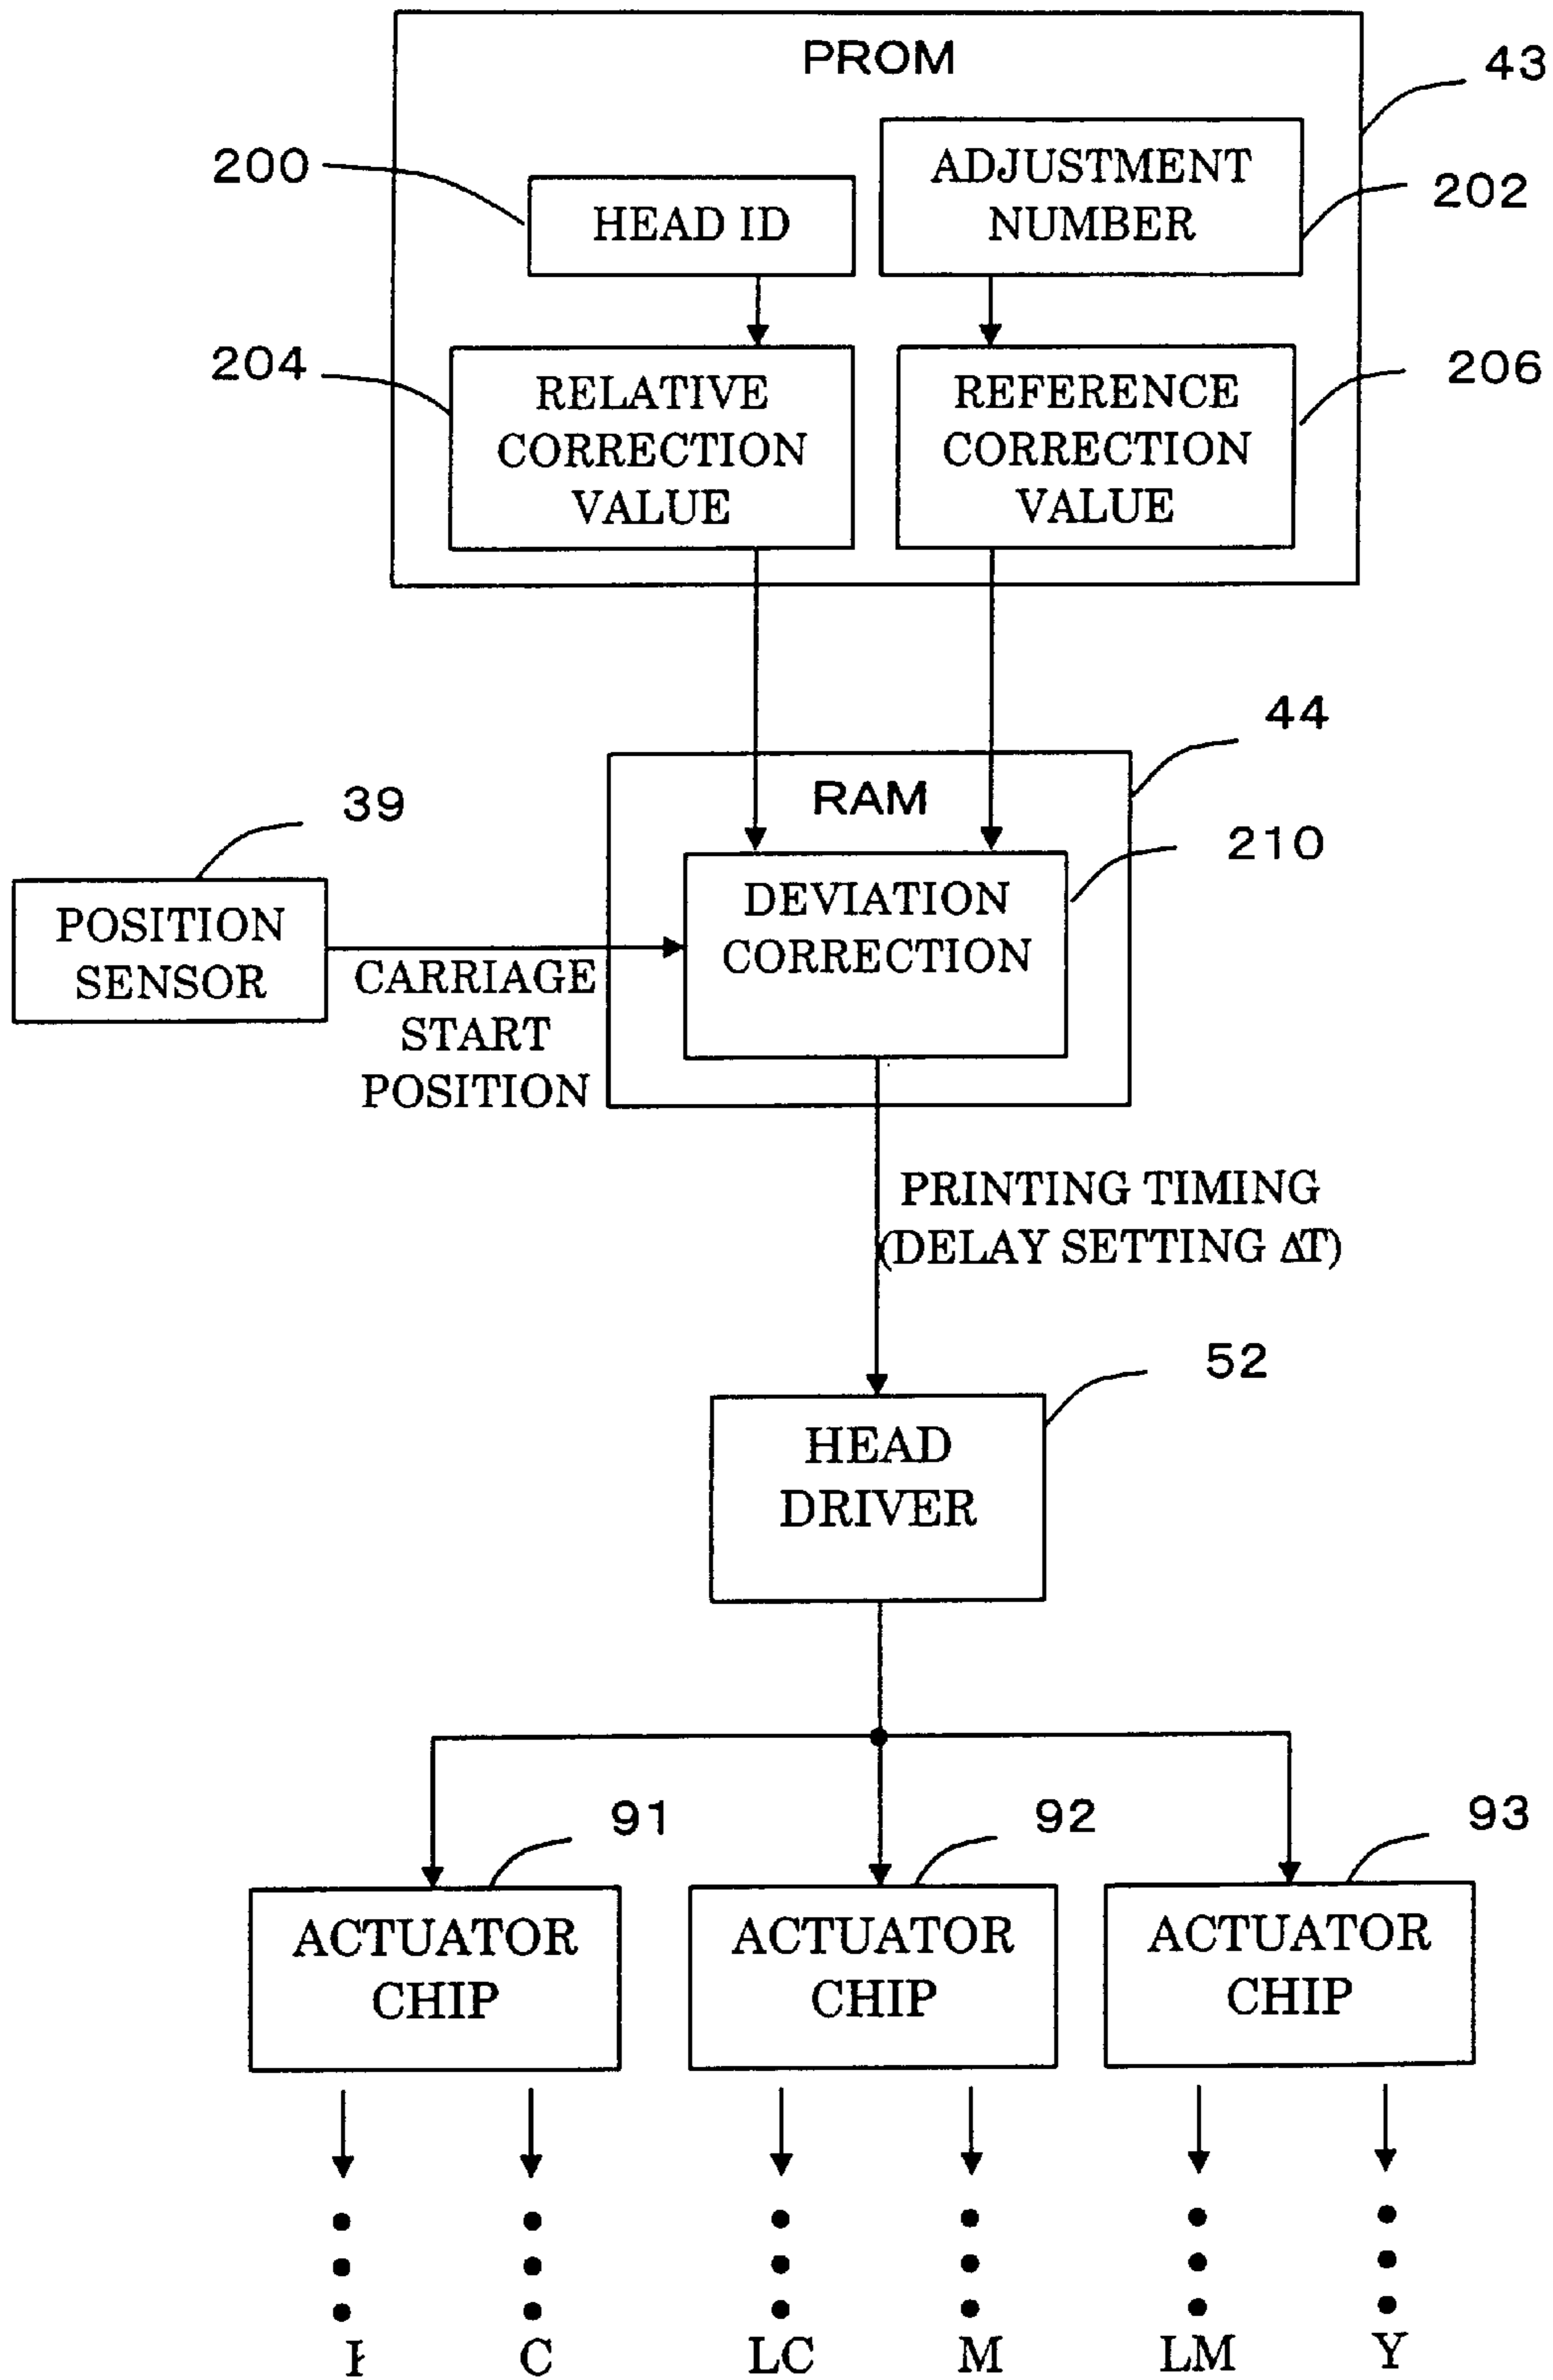 PROM
43
200
HEAD ID
ADJUSTMENT
NUMBER
202
204
RELATIVE
CORRECTION
VALUE
REFERENCE
CORRECTION
VALUE
206
44
RAM
39
210
POSITION
SENSOR
DEVIATION
CORRECTION
CARRIAGE
START
POSITION
PRINTING TIMING
(DELAY SETTING ΔT)
52
HEAD
DRIVER
91
92
93
ACTUATOR
CHIP
ACTUATOR
CHIP
ACTUATOR
CHIP
C LC M LM Y